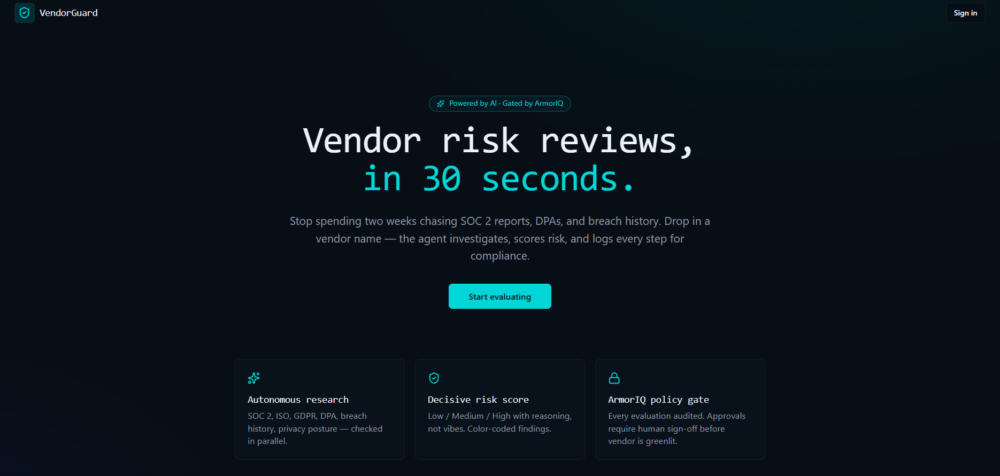 VendorGuard
Sign in
Powered by AI · Gated by ArmorIQ
Vendor risk reviews,
in 30 seconds.
Stop spending two weeks chasing SOC 2 reports, DPAs, and breach history. Drop in a
vendor name — the agent investigates, scores risk, and logs every step for
compliance.
Start evaluating
Autonomous research
SOC 2, ISO, GDPR, DPA, breach
history, privacy posture — checked
in parallel.
Decisive risk score
Low / Medium / High with reasoning,
not vibes. Color-coded findings.
ArmorIQ policy gate
Every evaluation audited. Approvals
require human sign-off before
vendor is greenlit.